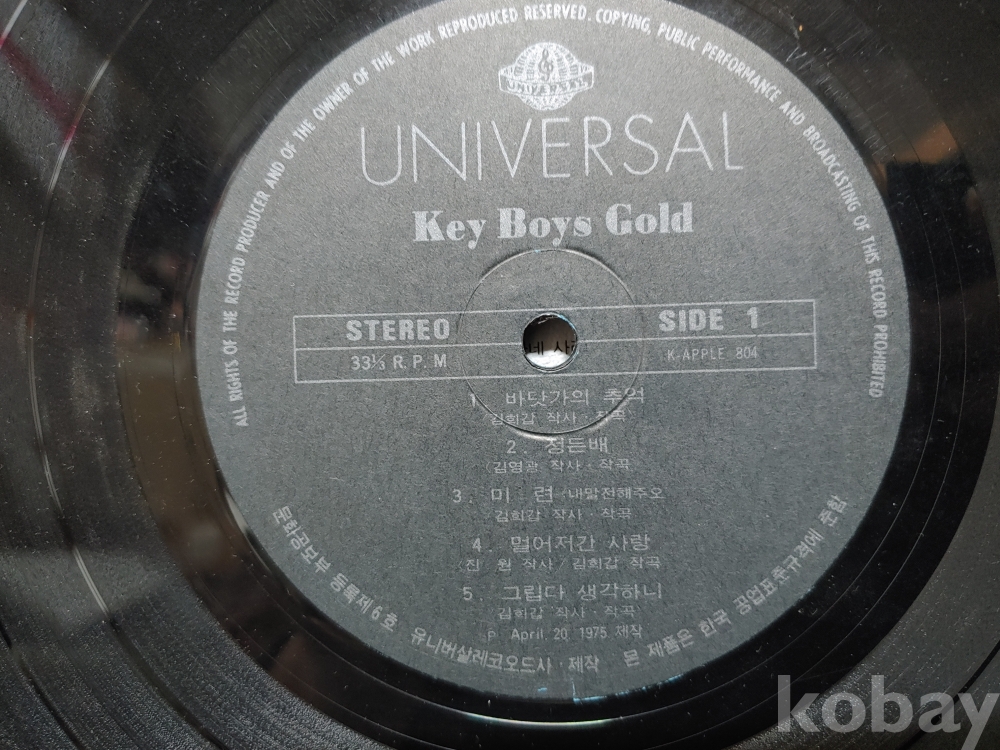 ALL RIGHTS OF THE RECORD PRODUCER AND OF THE OWNER OF THE WORK REPRODUCED RESERVED. COPYING, PUBLIC PERFORMANCE AND BROADCASTING OF THIS RECORD PROHIBITED
UNIVERSAL
UNIVERSAL
Key Boys Gold
STEREO
SIDE 1
33⅓ R. P. M
K-APPLE 804
네 사
1. 바닷가의 추억
김희갑 작사·작곡
2. 정든배
(김영광 작사·작곡
3. 미 련 내말전해주오
김희갑 작사·작곡
4. 멀어저간 사랑
(진 원 작사/김희갑 작곡
5. 그립다 생각하니
김희갑 작사·작곡
P April, 20 1975 제작
문화공보부 등록제6호 유니버살레코오드사·제작 본 제품은 한국 공업표준규격에 준함
kobay